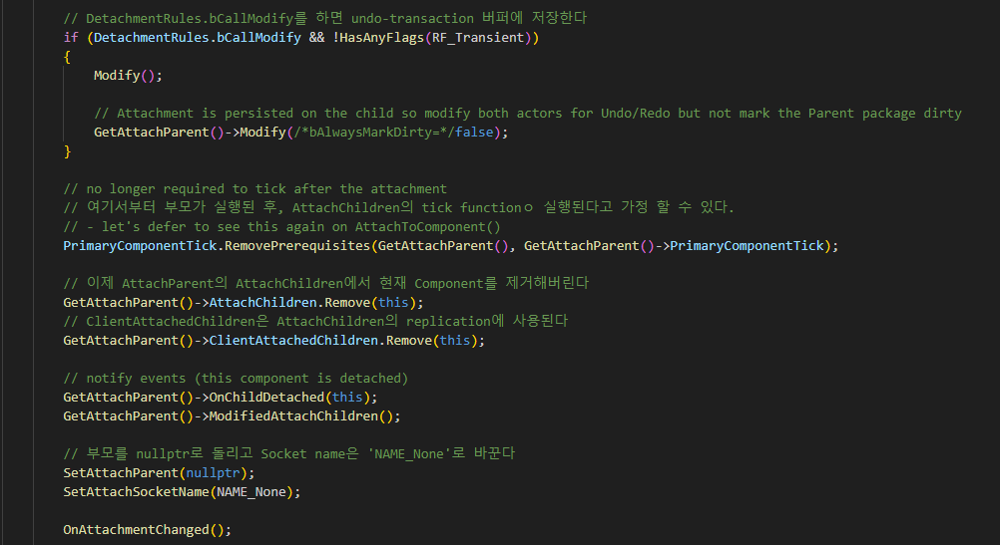 // DetachmentRules.bCallModify를 하면 undo-transaction 버퍼에 저장한다
if (DetachmentRules.bCallModify && !HasAnyFlags(RF_Transient))
{
Modify();
// Attachment is persisted on the child so modify both actors for Undo/Redo but not mark the Parent package dirty
GetAttachParent()->Modify(/*bAlwaysMarkDirty=*/false);
}
// no longer required to tick after the attachment
// 여기서부터 부모가 실행된 후, AttachChildren의 tick functionㅇ 실행된다고 가정 할 수 있다.
// - let's defer to see this again on AttachToComponent()
PrimaryComponentTick.RemovePrerequisites(GetAttachParent(), GetAttachParent()->PrimaryComponentTick);
// 이제 AttachParent의 AttachChildren에서 현재 Component를 제거해버린다
GetAttachParent()->AttachChildren.Remove(this);
// ClientAttachedChildren은 AttachChildren의 replication에 사용된다
GetAttachParent()->ClientAttachedChildren.Remove(this);
// notify events (this component is detached)
GetAttachParent()->OnChildDetached(this);
GetAttachParent()->ModifiedAttachChildren();
// 부모를 nullptr로 돌리고 Socket name은 'NAME_None'로 바꾼다
SetAttachParent(nullptr);
SetAttachSocketName(NAME_None);
OnAttachmentChanged();